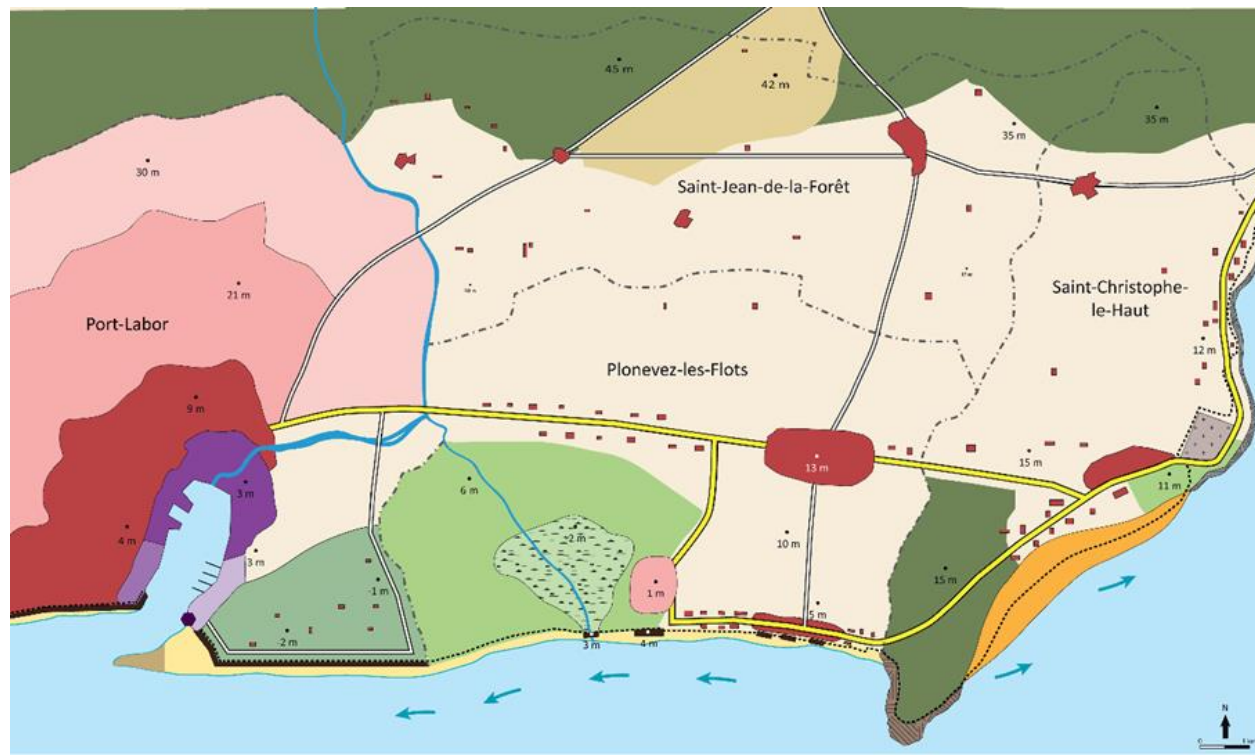 45 m
42 m
35 m
35 m
30 m
Saint-Jean-de-la-Forêt
21 m
Saint-Christophe-
le-Haut
Port-Labor
12 m
Plonevez-les-Flots
9 m
13 m
15 m
11 m
3 m
6 m
4 m
-2 m
10 m
3 m
15 m
-1 m
1 m
5 m
-2 m
3 m
4 m
N
0